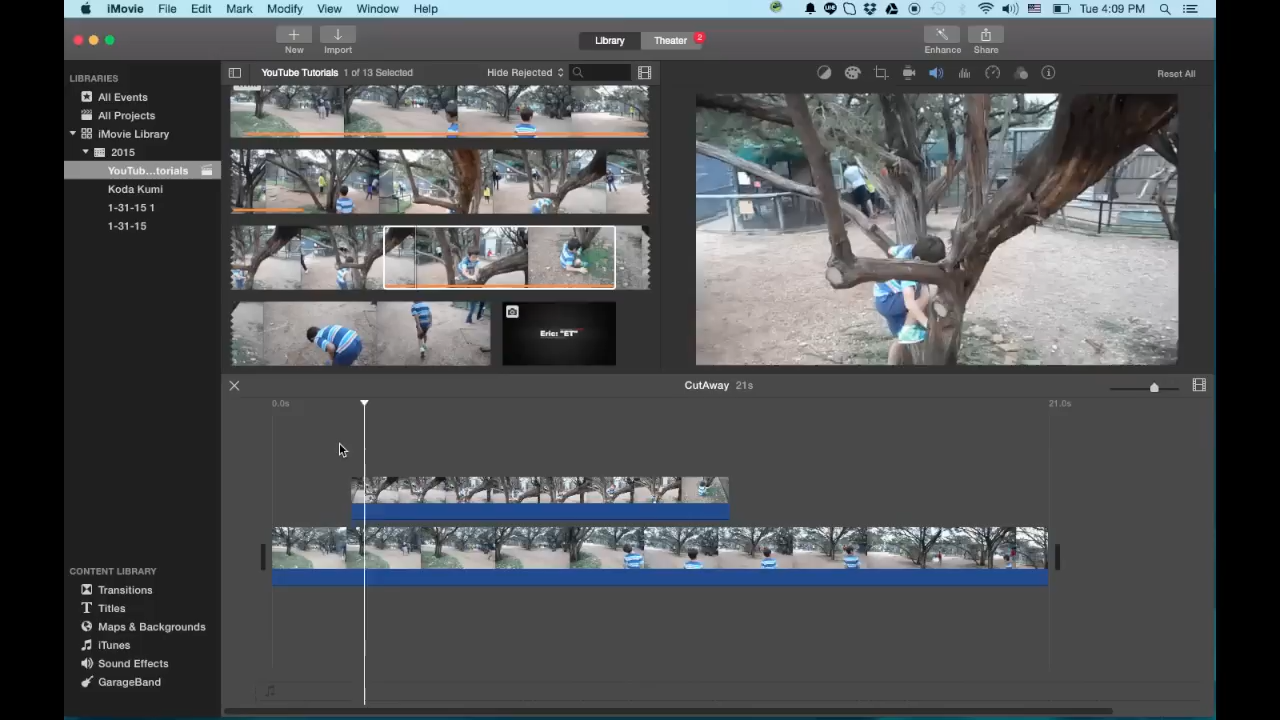 iMovie File Edit Mark Modify View Window Help Tue 4:09 PM
New Import Library Theater 2 Enhance Share
LIBRARIES
All Events
All Projects
iMovie Library
2015
YouTub...torials
Koda Kumi
1-31-15 1
1-31-15
CONTENT LIBRARY
Transitions
Titles
Maps & Backgrounds
iTunes
Sound Effects
GarageBand
YouTube Tutorials 1 of 13 Selected Hide Rejected
Eric: "ET"
Reset All
CutAway 21s
0.0s 21.0s